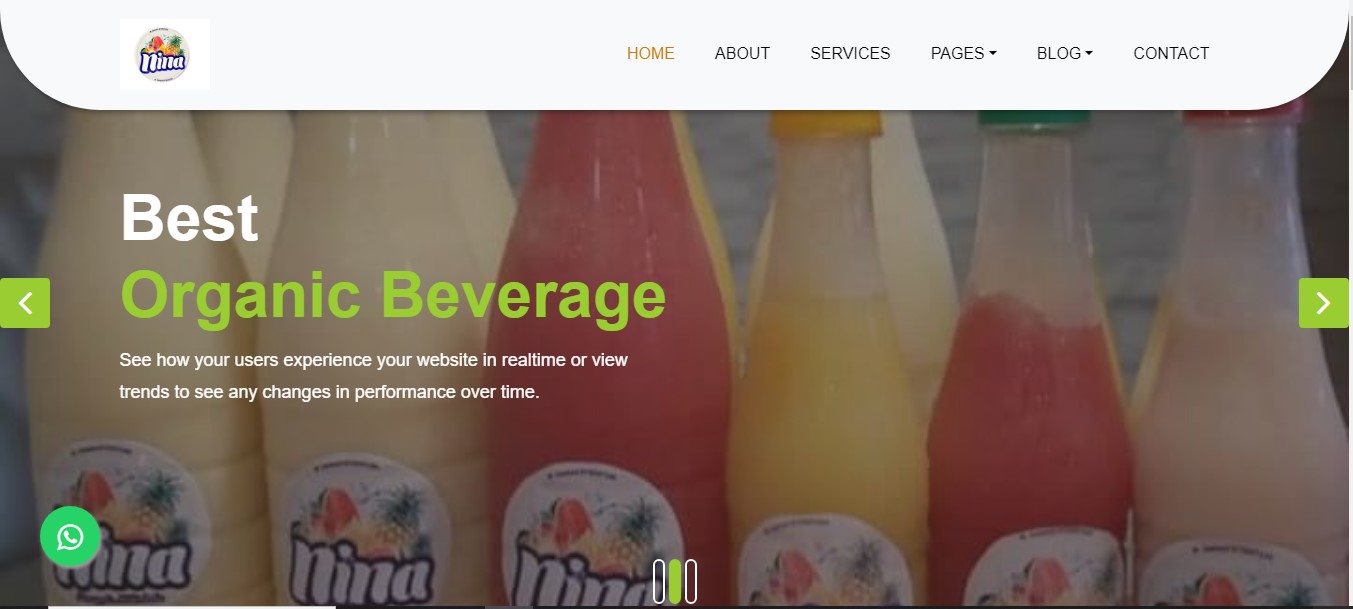 Nina
HOME ABOUT SERVICES PAGES BLOG CONTACT
Best
Organic Beverage
See how your users experience your website in realtime or view
trends to see any changes in performance over time.
Nina
Nina
Nina